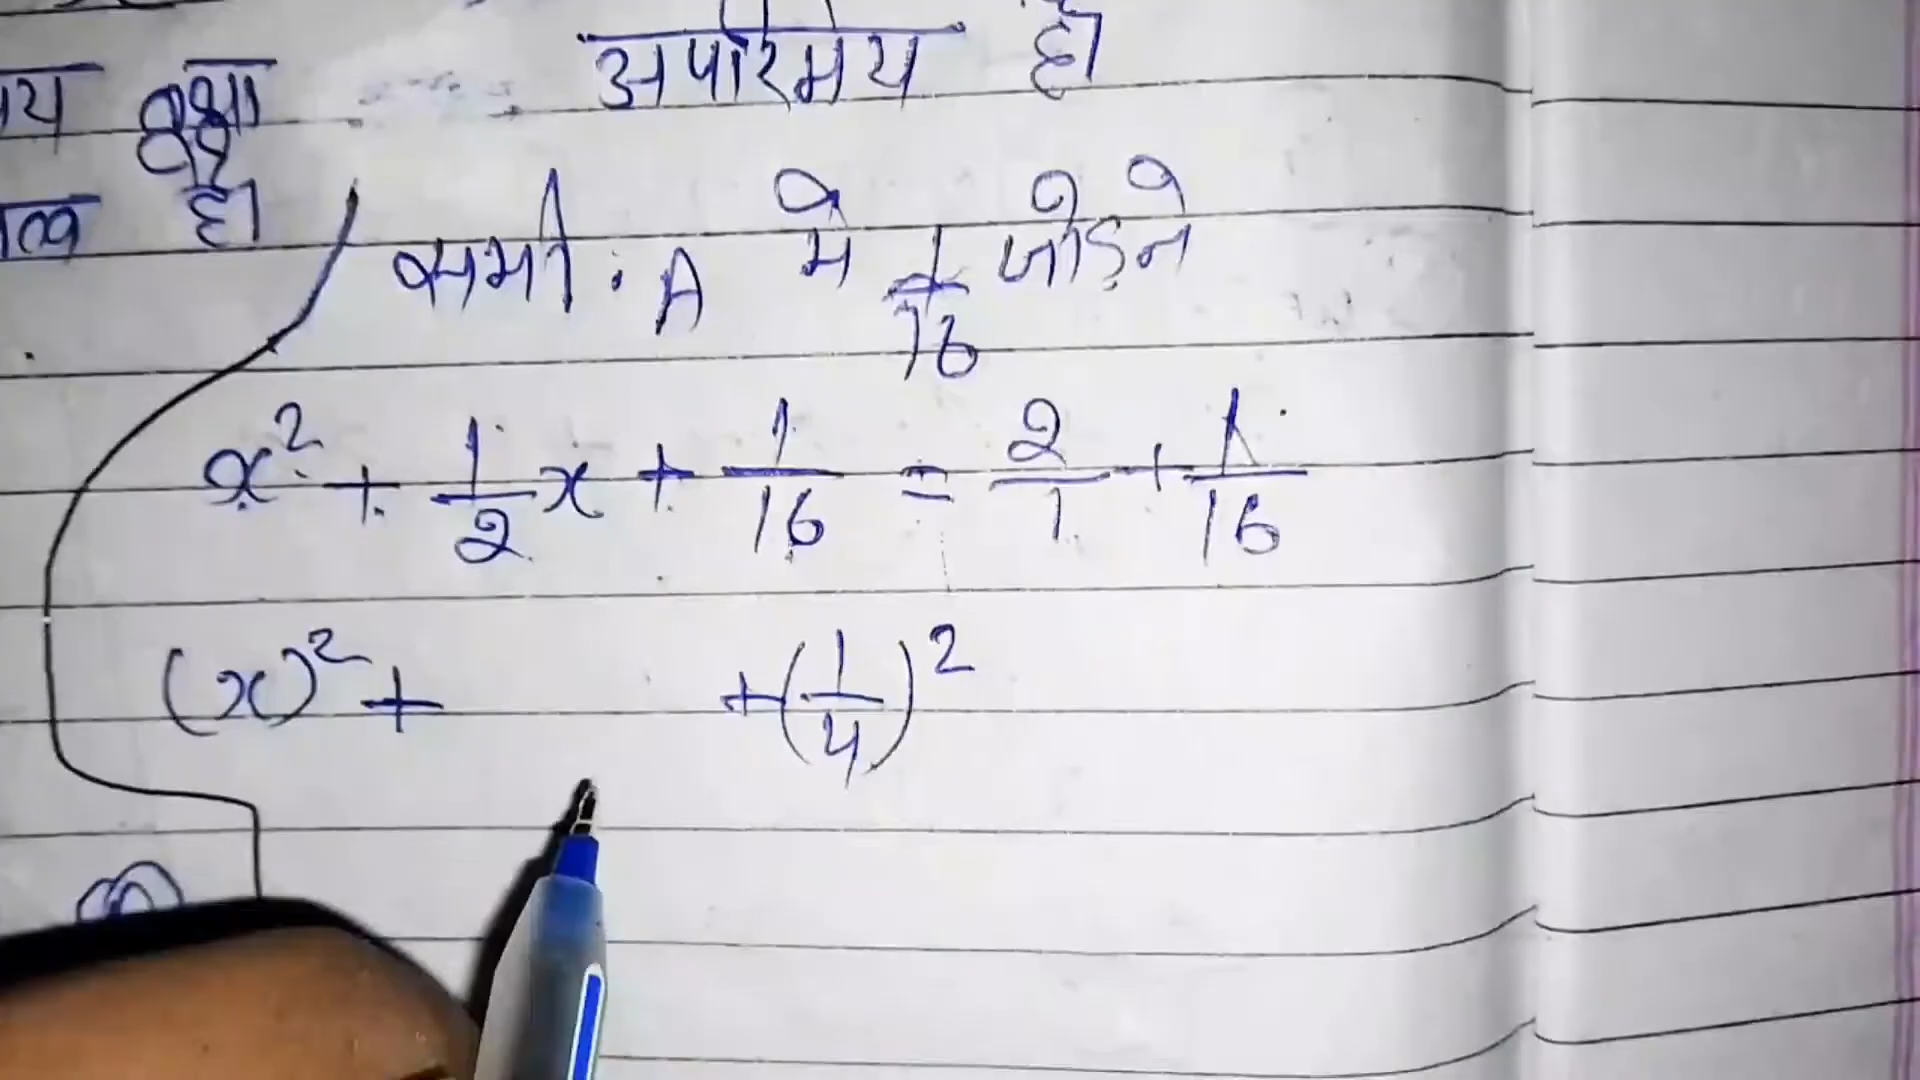 अपरिमेय है।
समी. A में 1/16 जोड़ने
x² + 1/2 x + 1/16 = 2/1 + 1/16
(x)² + + (1/4)²